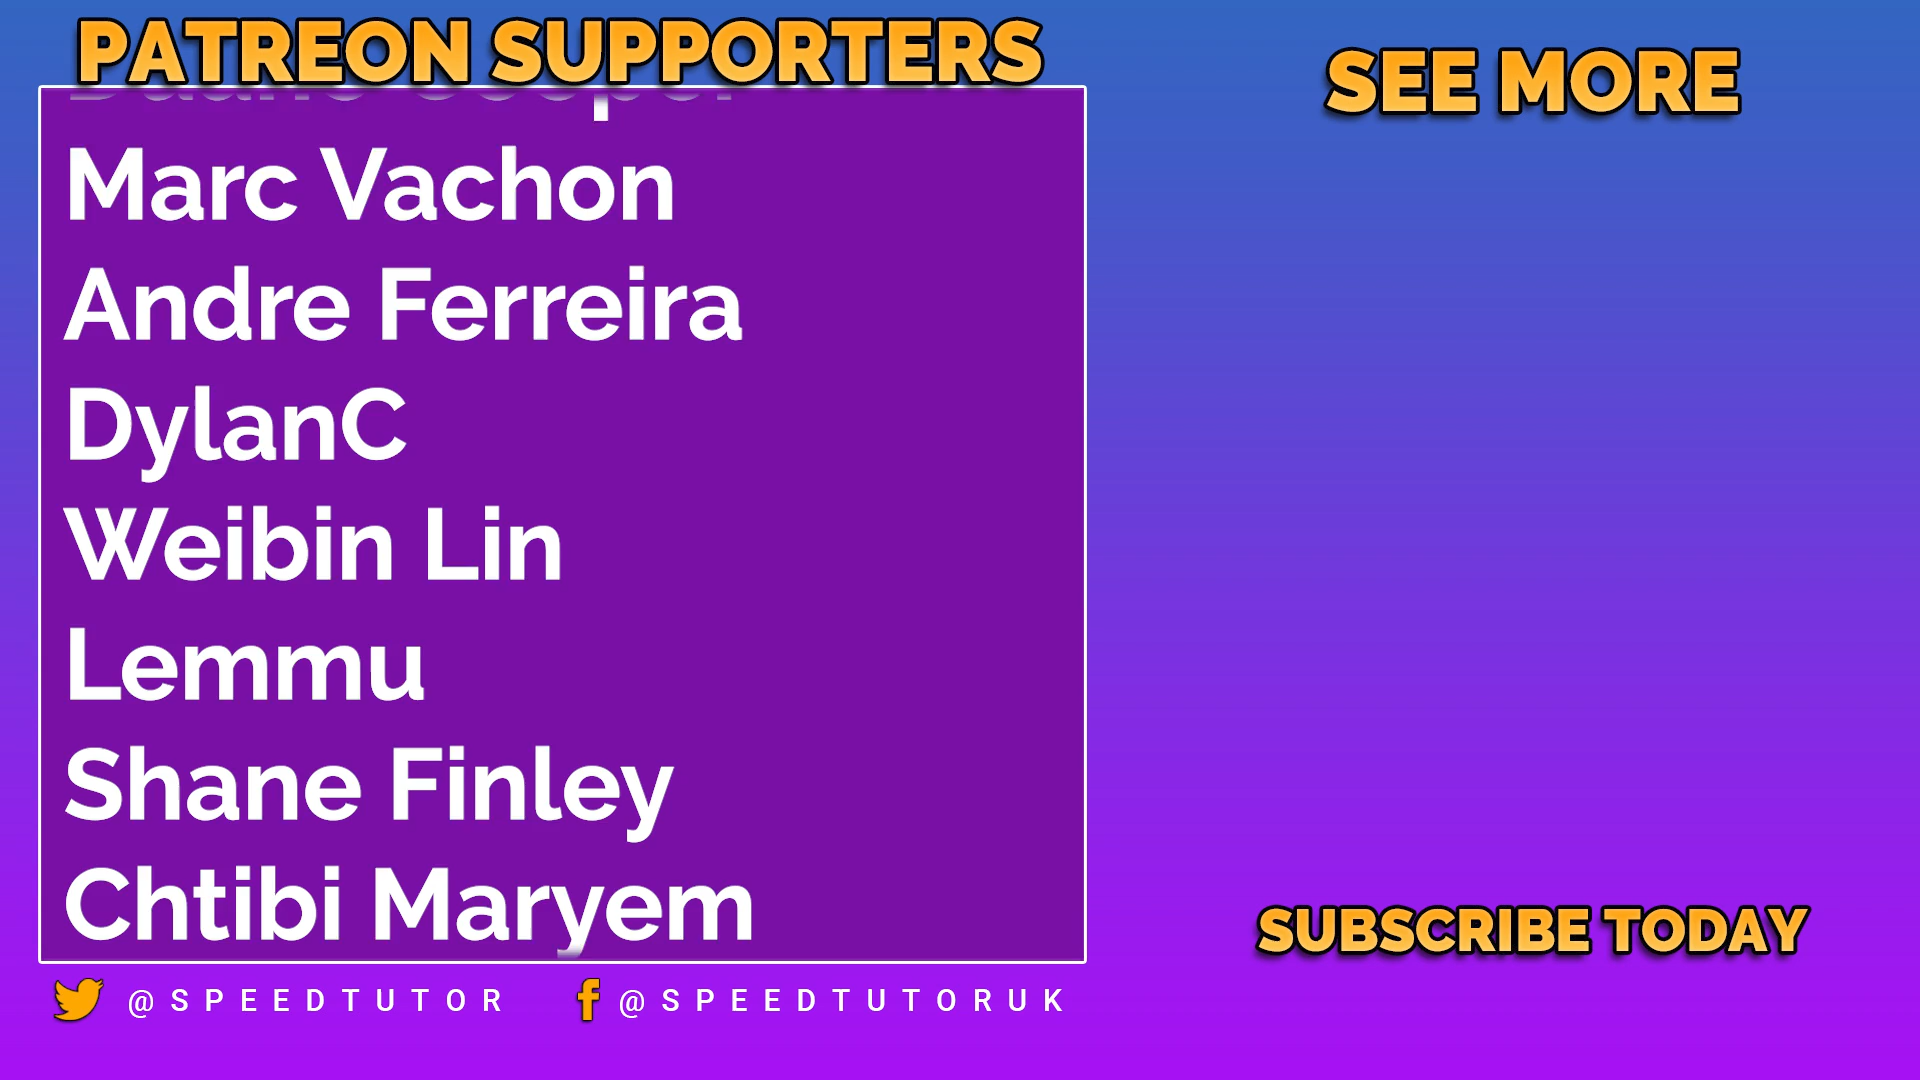 PATREON SUPPORTERS
SEE MORE
Marc Vachon
Andre Ferreira
DylanC
Weibin Lin
Lemmu
Shane Finley
Chtibi Maryem
SUBSCRIBE TODAY
@SPEEDTUTOR
@SPEEDTUTORUK